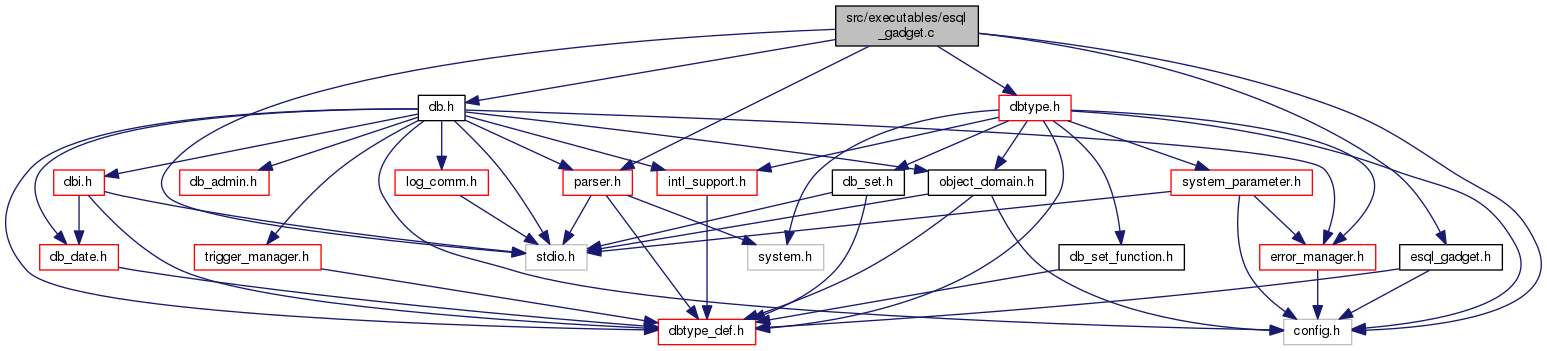 src/executables/esql
_gadget.c
db.h
dbtype.h
dbi.h
db_admin.h
log_comm.h
parser.h
intl_support.h
db_set.h
object_domain.h
system_parameter.h
db_date.h
trigger_manager.h
stdio.h
system.h
db_set_function.h
error_manager.h
esql_gadget.h
dbtype_def.h
config.h